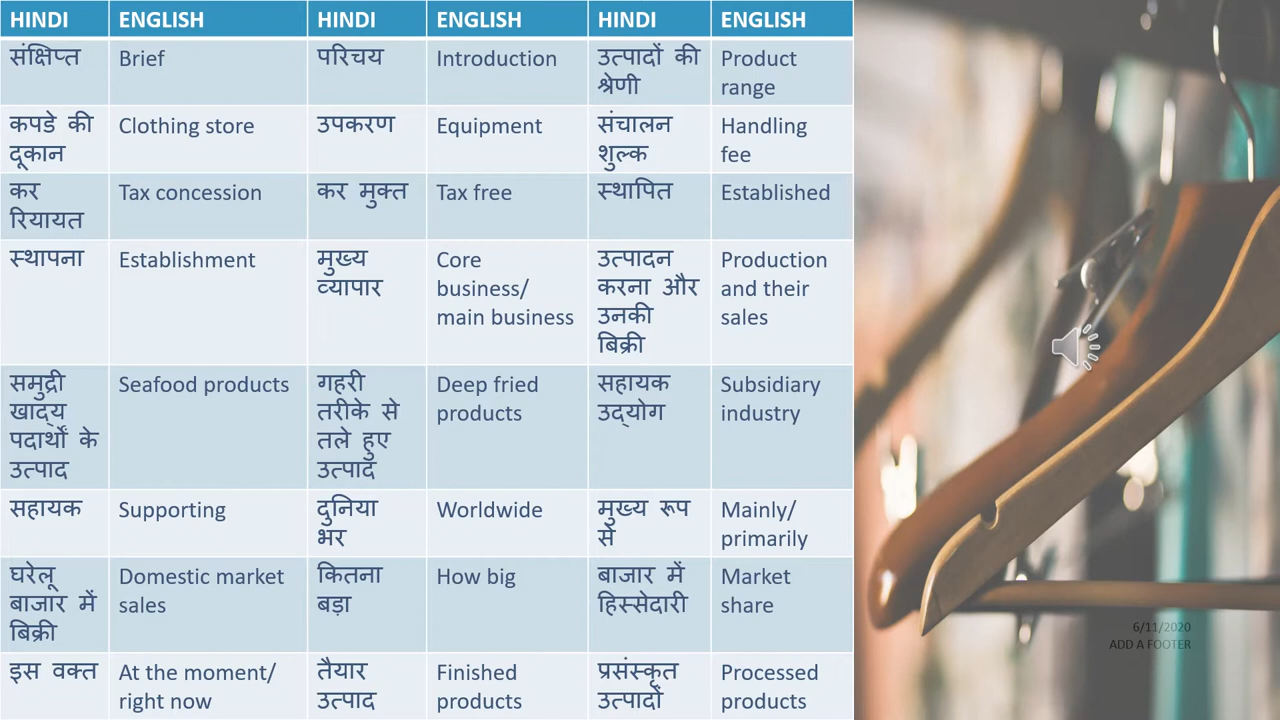 HINDI ENGLISH HINDI ENGLISH HINDI ENGLISH
संक्षिप्त Brief परिचय Introduction उत्पादों की Product
श्रेणी range
कपडे की Clothing store उपकरण Equipment संचालन Handling
दूकान शुल्क fee
कर Tax concession कर मुक्त Tax free स्थापित Established
रियायत
स्थापना Establishment मुख्य Core उत्पादन Production
व्यापार business/ करना और and their
main business उनकी sales
बिक्री
समुद्री Seafood products गहरी Deep fried सहायक Subsidiary
खाद्य तरीके से products उद्योग industry
पदार्थों के तले हुए
उत्पाद उत्पाद
सहायक Supporting दुनिया Worldwide मुख्य रूप Mainly/
भर से primarily
घरेलू Domestic market कितना How big बाजार में Market
बाजार में sales बड़ा हिस्सेदारी share
बिक्री
इस वक्त At the moment/ तैयार Finished प्रसंस्कृत Processed
right now उत्पाद products उत्पादों products
6/11/2020
ADD A FOOTER